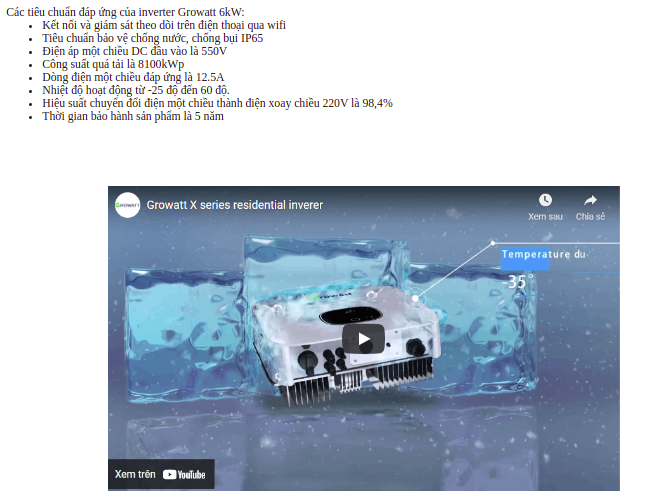 Các tiêu chuẩn đáp ứng của inverter Growatt 6kW:
• Kết nối và giám sát theo dõi trên điện thoại qua wifi
• Tiêu chuẩn bảo vệ chống nước, chống bụi IP65
• Điện áp một chiều DC đầu vào là 550V
• Công suất quá tải là 8100kWp
• Dòng điện một chiều đáp ứng là 12.5A
• Nhiệt độ hoạt động từ -25 độ đến 60 độ.
• Hiệu suất chuyển đổi điện một chiều thành điện xoay chiều 220V là 98,4%
• Thời gian bảo hành sản phẩm là 5 năm
GROWATT
Growatt X series residential inverer
Xem sau
Chia sẻ
Temperature du
-35°
Growatt
Xem trên YouTube